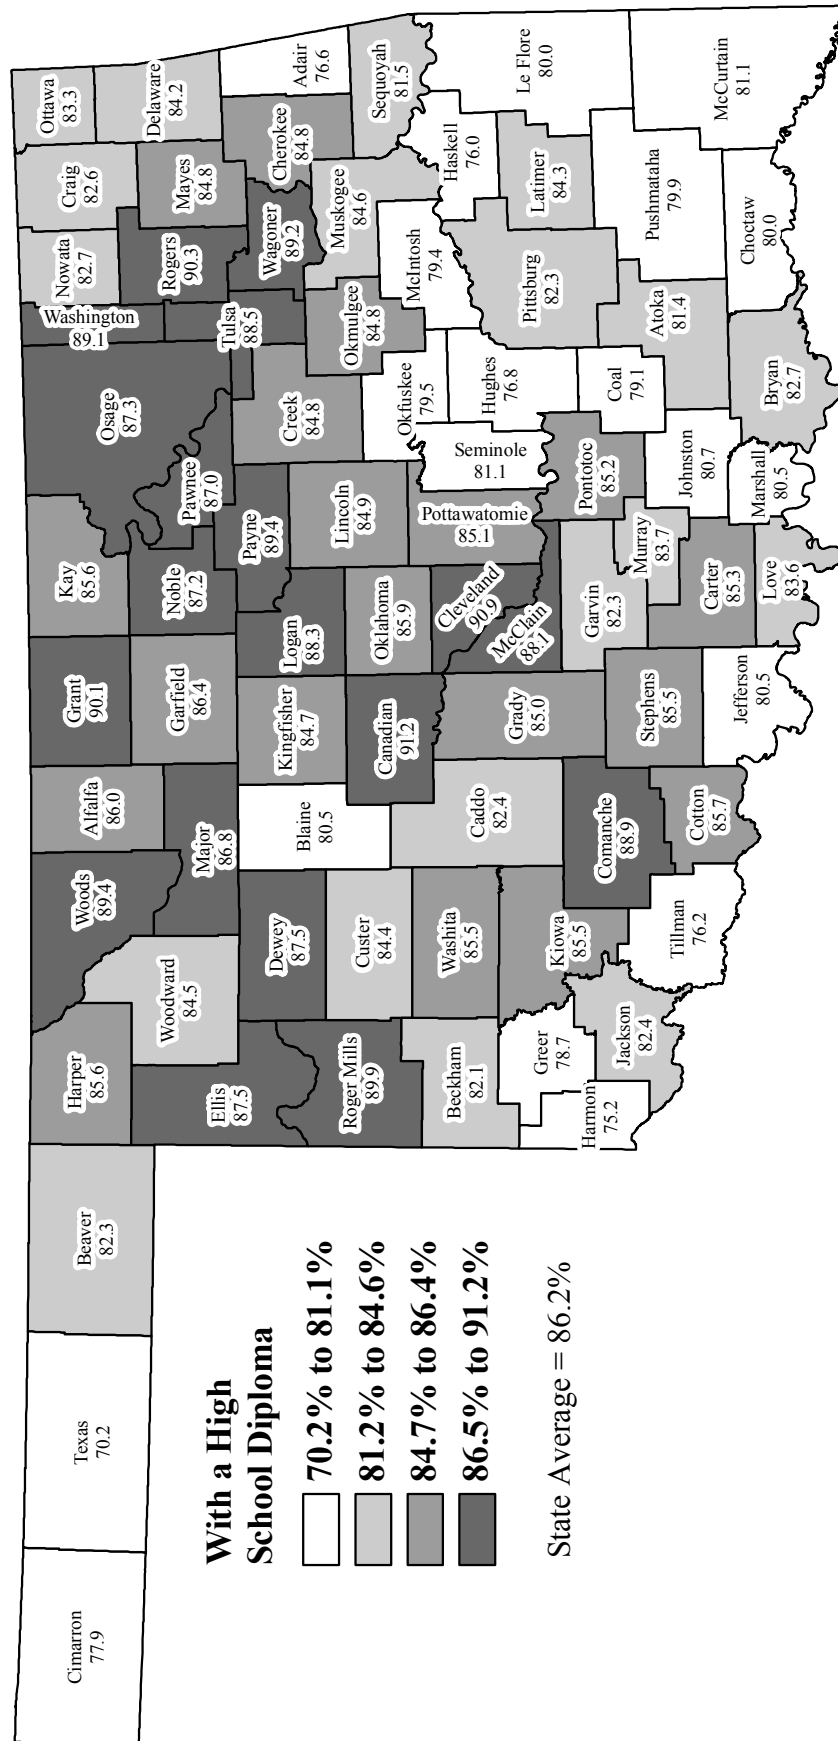 Cimarron
77.9
Texas
70.2
Beaver
82.3
Harper
85.6
Woods
89.4
Alfalfa
86.0
Grant
90.1
Kay
85.6
Osage
87.3
Washington
89.1
Nowata
82.7
Craig
82.6
Ottawa
83.3
Ellis
87.5
Woodward
84.5
Major
86.8
Garfield
86.4
Noble
87.2
Pawnee
87.0
Rogers
90.3
Mayes
84.8
Delaware
84.2
Roger Mills
89.9
Dewey
87.5
Blaine
80.5
Kingfisher
84.7
Logan
88.3
Payne
89.4
Creek
84.8
Tulsa
88.5
Wagoner
89.2
Cherokee
84.8
Adair
76.6
Beckham
82.1
Custer
84.4
Canadian
91.2
Oklahoma
85.9
Lincoln
84.9
Okfuskee
79.5
Okmulgee
84.8
Muskogee
84.6
Sequoyah
81.5
Washita
85.5
Caddo
82.4
Grady
85.0
Cleveland
90.9
McClain
88.1
Pottawatomie
85.1
Seminole
81.1
Hughes
76.8
McIntosh
79.4
Haskell
76.0
Le Flore
80.0
Harmon
75.2
Greer
78.7
Kiowa
85.5
Comanche
88.9
Stephens
85.5
Garvin
82.3
Murray
83.7
Pontotoc
85.2
Coal
79.1
Pittsburg
82.3
Latimer
84.3
Jackson
82.4
Tillman
76.2
Cotton
85.7
Jefferson
80.5
Carter
85.3
Love
83.6
Johnston
80.7
Marshall
80.5
Atoka
81.4
Bryan
82.7
Pushmataha
79.9
Choctaw
80.0
McCurtain
81.1
With a High
School Diploma
70.2% to 81.1%
81.2% to 84.6%
84.7% to 86.4%
86.5% to 91.2%
State Average = 86.2%